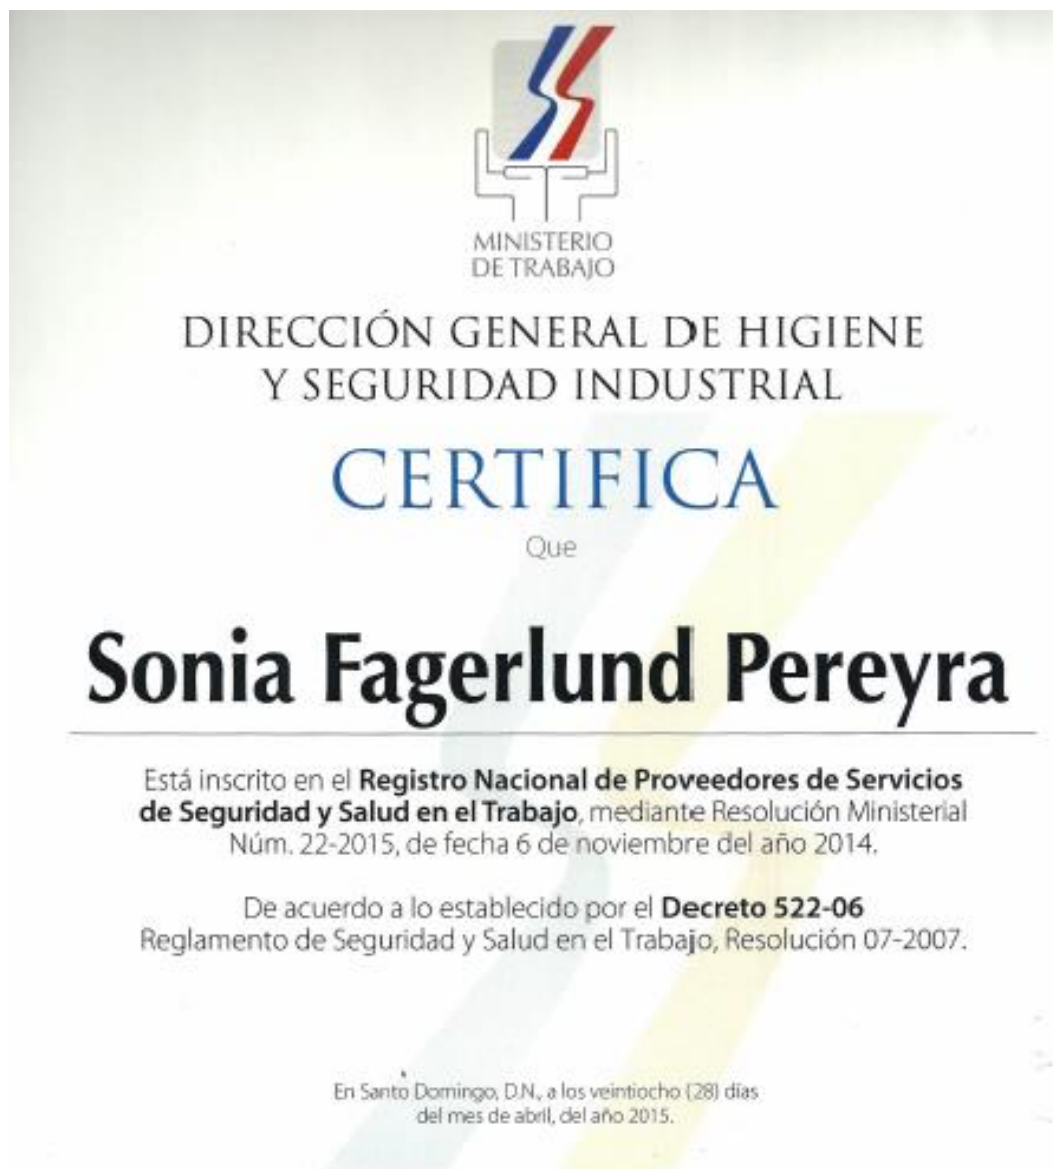 MINISTERIO
DE TRABAJO
DIRECCIÓN GENERAL DE HIGIENE
Y SEGURIDAD INDUSTRIAL
CERTIFICA
Que
Sonia Fagerlund Pereyra
Está inscrito en el Registro Nacional de Proveedores de Servicios
de Seguridad y Salud en el Trabajo, mediante Resolución Ministerial
Núm. 22-2015, de fecha 6 de noviembre del año 2014.
De acuerdo a lo establecido por el Decreto 522-06
Reglamento de Seguridad y Salud en el Trabajo, Resolución 07-2007.
En Santo Domingo, D.N., a los veintiocho (28) días
del mes de abril, del año 2015.